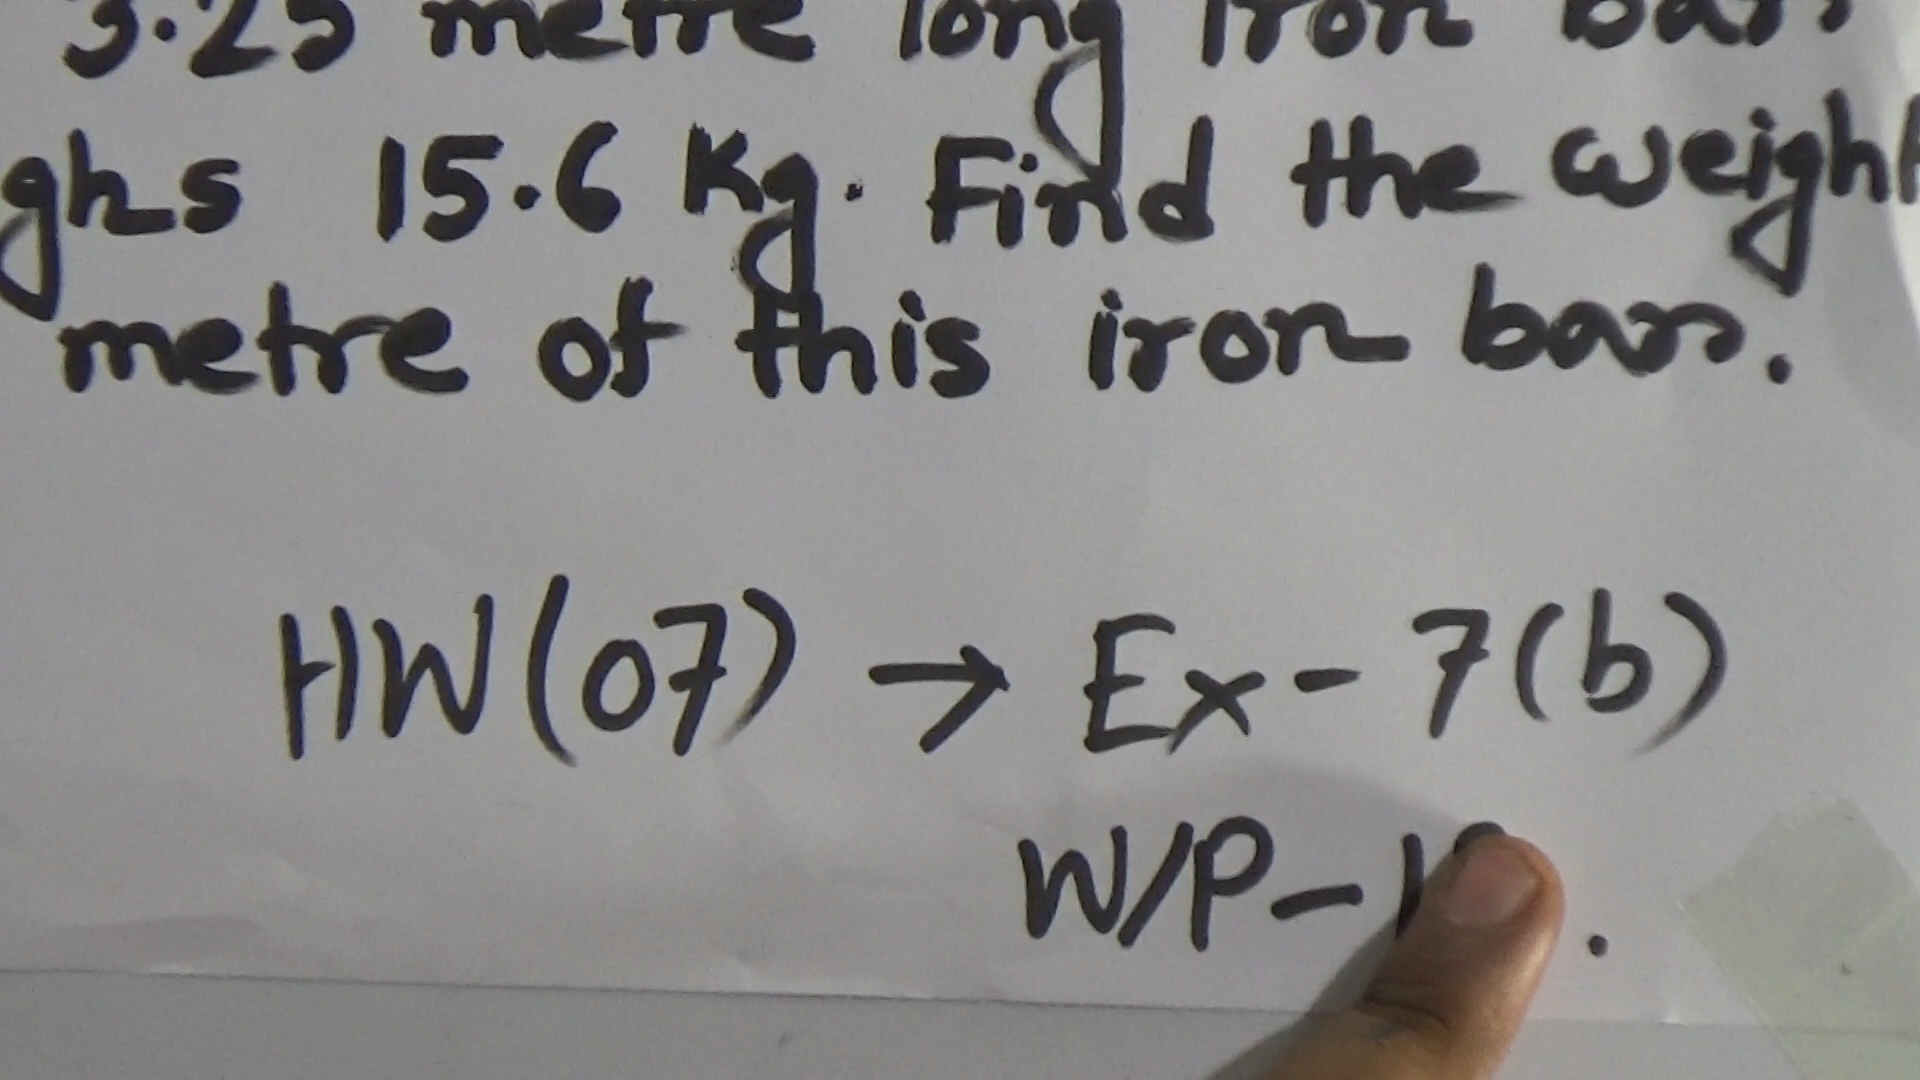 3.25 metre long iron bar
ghs 15.6 Kg. Find the weight
metre of this iron bar.
HW(07) → Ex- 7(b)
W/P-